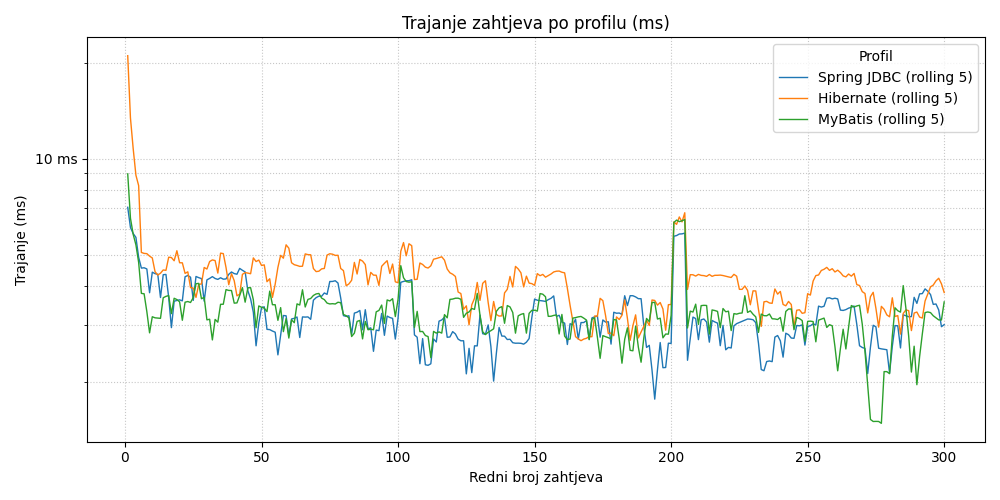 Trajanje zahtjeva po profilu (ms)
Profil
Spring JDBC (rolling 5)
Hibernate (rolling 5)
MyBatis (rolling 5)
10 ms
Trajanje (ms)
0 50 100 150 200 250 300
Redni broj zahtjeva